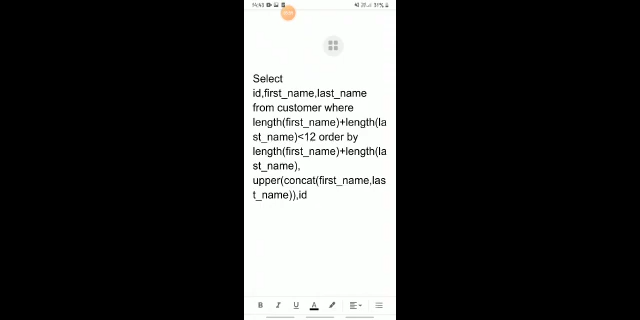 Select
id,first_name,last_name
from customer where
length(first_name)+length(la
st_name)<12 order by
length(first_name)+length(la
st_name),
upper(concat(first_name,las
t_name)),id
B I U A